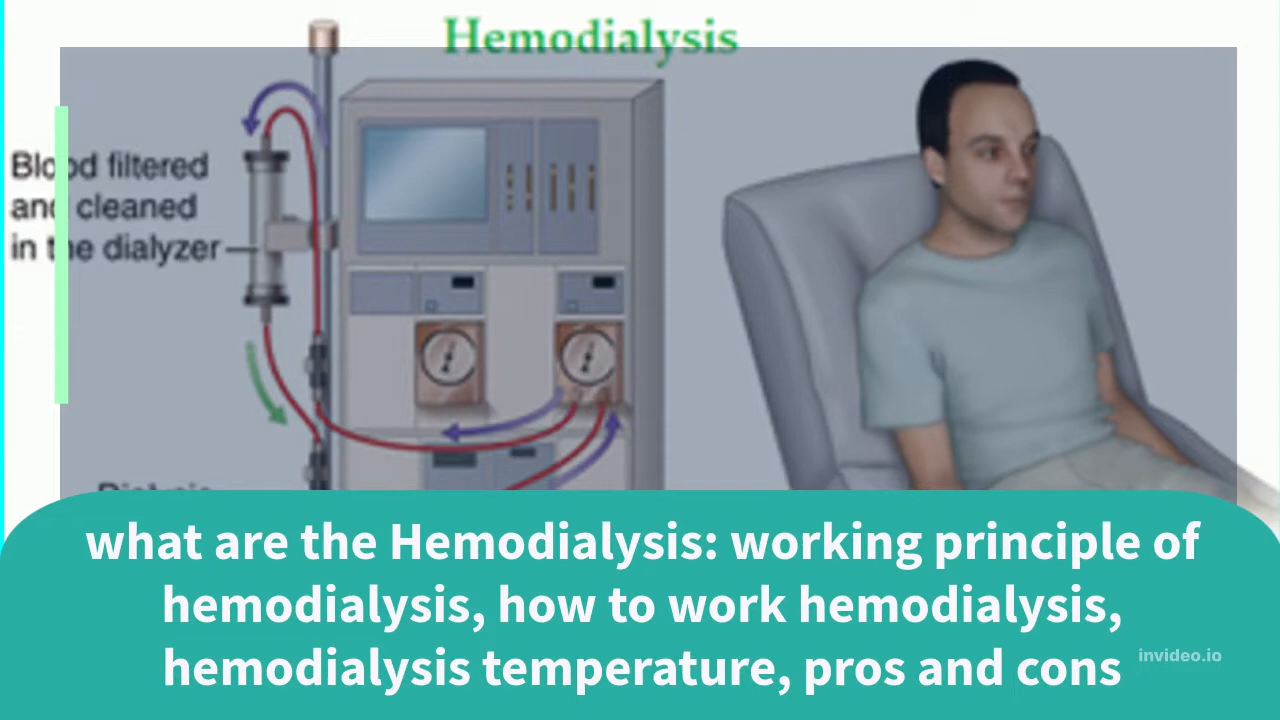 Hemodialysis
Blood filtered
and cleaned
in the dialyzer
what are the Hemodialysis: working principle of
hemodialysis, how to work hemodialysis,
hemodialysis temperature, pros and cons
invideo.io